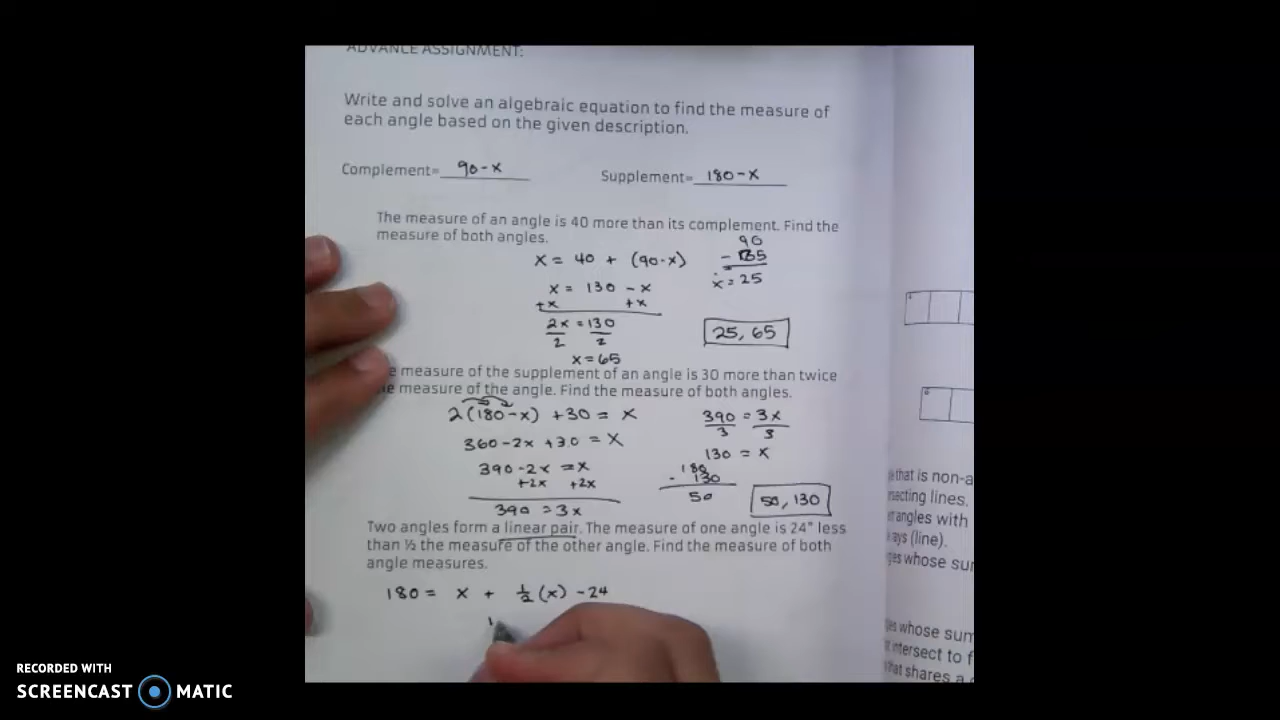 ADVANCE ASSIGNMENT:
Write and solve an algebraic equation to find the measure of
each angle based on the given description.
Complement= 90-x
Supplement= 180-x
The measure of an angle is 40 more than its complement. Find the
measure of both angles.
x = 40 + (90-x)
x = 130 - x
+x +x
2x = 130
2 2
x = 65
90
x = 25
25, 65
e measure of the supplement of an angle is 30 more than twice
e measure of the angle. Find the measure of both angles.
2(180-x) +30 = x
360-2x +30 = x
390-2x = x
+2x +2x
390 = 3x
390 = 3x
3 3
130 = x
180
- 130
50
50, 130
Two angles form a linear pair. The measure of one angle is 24° less
than ½ the measure of the other angle. Find the measure of both
angle measures.
180 = x + ½(x) -24
that is non-a
secting lines.
angles with
ays (line).
ges whose sum
ues whose sum
intersect to f
that shares a
RECORDED WITH
SCREENCAST MATIC